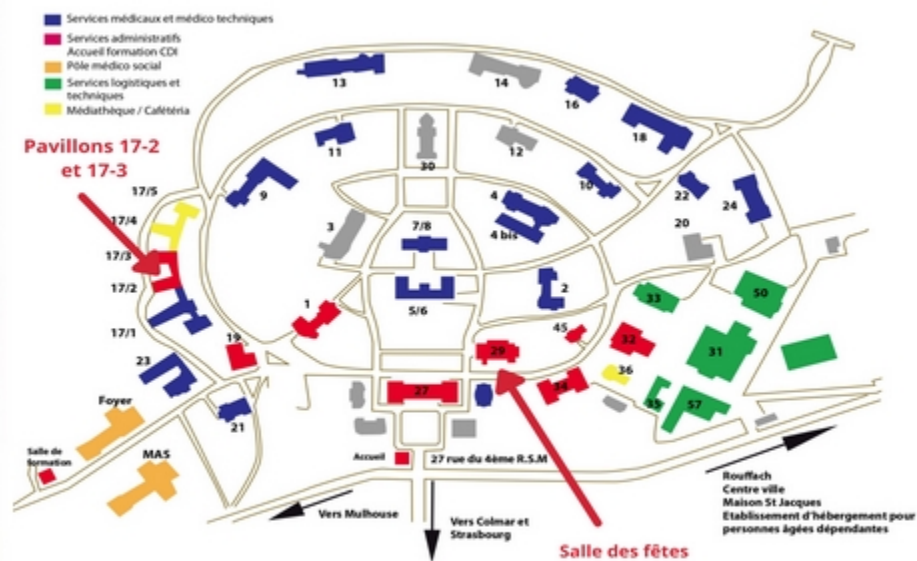 Services médicaux et médico techniques
Services administratifs
Accueil formation CDI
Pôle médico social
Services logistiques et
techniques
Médiathèque / Cafétéria
Pavillons 17-2
et 17-3
13
14
16
18
11
12
30
9
10
22
24
17/5
17/4
4
3
7/8
4 bis
20
17/3
17/2
2
5/6
33
50
1
45
17/1
19
29
32
31
23
36
27
34
35
57
Foyer
21
Salle de
formation
MAS
Accueil
27 rue du 4ème R.S.M
Vers Mulhouse
Vers Colmar et
Strasbourg
Rouffach
Centre ville
Maison St Jacques
Etablissement d'hébergement pour
personnes âgées dépendantes
Salle des fêtes